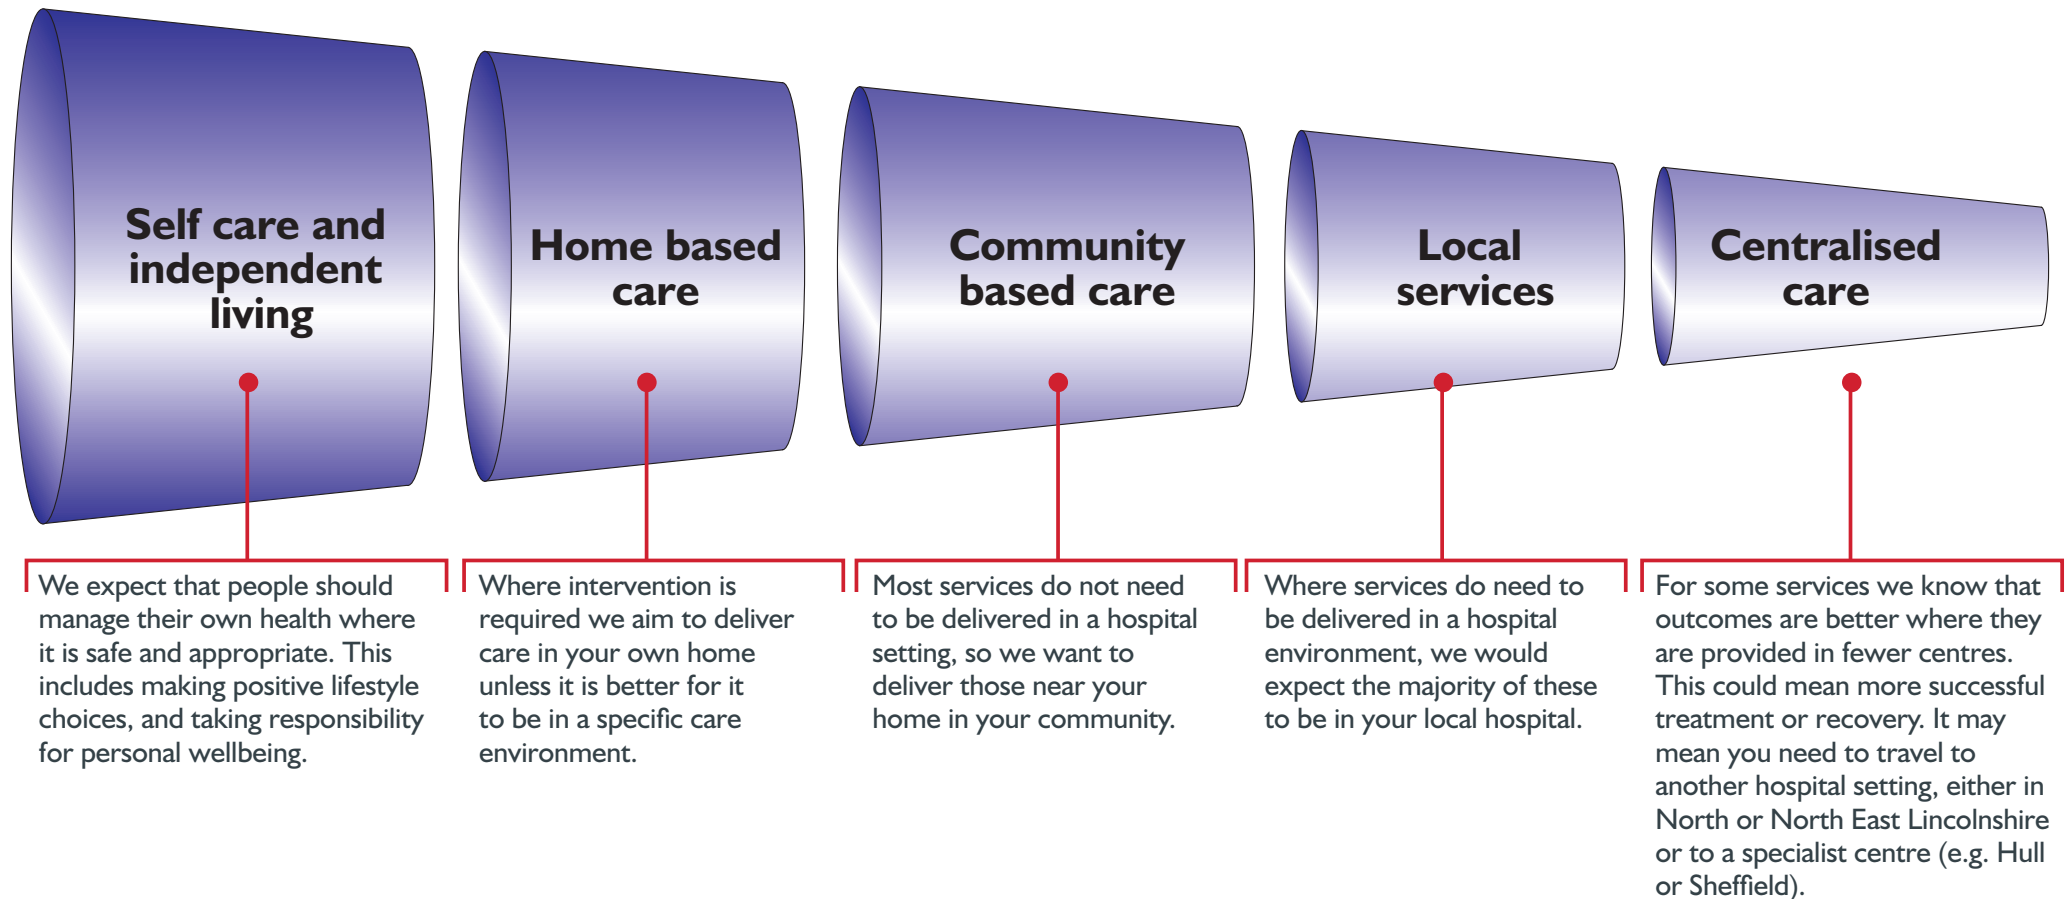 Self care and
independent
living
Home based
care
Community
based care
Local
services
Centralised
care
We expect that people should
manage their own health where
it is safe and appropriate. This
includes making positive lifestyle
choices, and taking responsibility
for personal wellbeing.
Where intervention is
required we aim to deliver
care in your own home
unless it is better for it
to be in a specific care
environment.
Most services do not need
to be delivered in a hospital
setting, so we want to
deliver those near your
home in your community.
Where services do need to
be delivered in a hospital
environment, we would
expect the majority of these
to be in your local hospital.
For some services we know that
outcomes are better where they
are provided in fewer centres.
This could mean more successful
treatment or recovery. It may
mean you need to travel to
another hospital setting, either in
North or North East Lincolnshire
or to a specialist centre (e.g. Hull
or Sheffield).